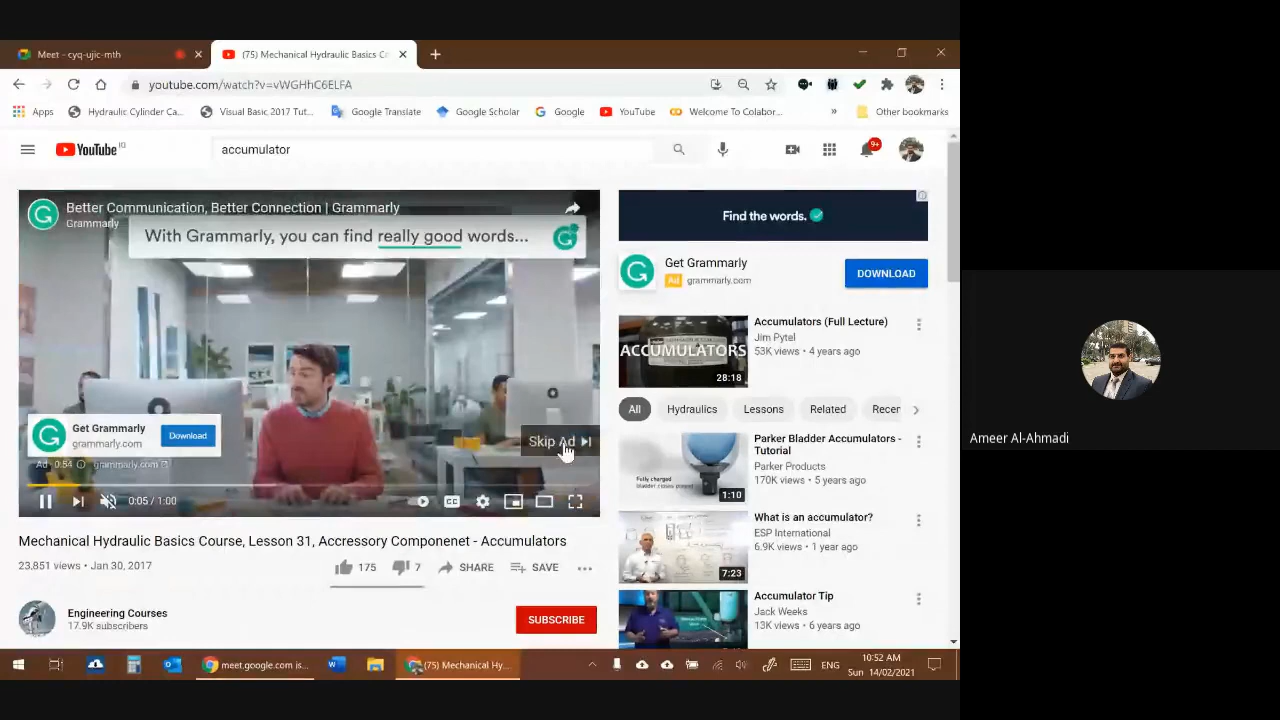 Meet - cyq-ujic-mth
(75) Mechanical Hydraulic Basics C
youtube.com/watch?v=vWGHhC6ELFA
Apps
Hydraulic Cylinder Ca...
Visual Basic 2017 Tut...
Google Translate
Google Scholar
Google
YouTube
Welcome To Colabor...
»
Other bookmarks
YouTube IQ
accumulator
9+
Better Communication, Better Connection | Grammarly
Grammarly
With Grammarly, you can find really good words...
Get Grammarly
grammarly.com
Download
Skip Ad
Ad · 0:54
grammarly.com
0:05 / 1:00
CC
Mechanical Hydraulic Basics Course, Lesson 31, Accressory Componenet - Accumulators
23,851 views • Jan 30, 2017
175
7
SHARE
SAVE
Engineering Courses
17.9K subscribers
SUBSCRIBE
Find the words.
Get Grammarly
Ad grammarly.com
DOWNLOAD
ACCUMULATORS
28:18
Accumulators (Full Lecture)
Jim Pytel
53K views • 4 years ago
All
Hydraulics
Lessons
Related
Recer
Fully charged
bladder closes poppet
1:10
Parker Bladder Accumulators -
Tutorial
Parker Products
170K views • 5 years ago
7:23
What is an accumulator?
ESP International
6.9K views • 1 year ago
Accumulator Tip
Jack Weeks
13K views • 6 years ago
meet.google.com is...
(75) Mechanical Hy...
ENG
10:52 AM
Sun 14/02/2021
Ameer Al-Ahmadi